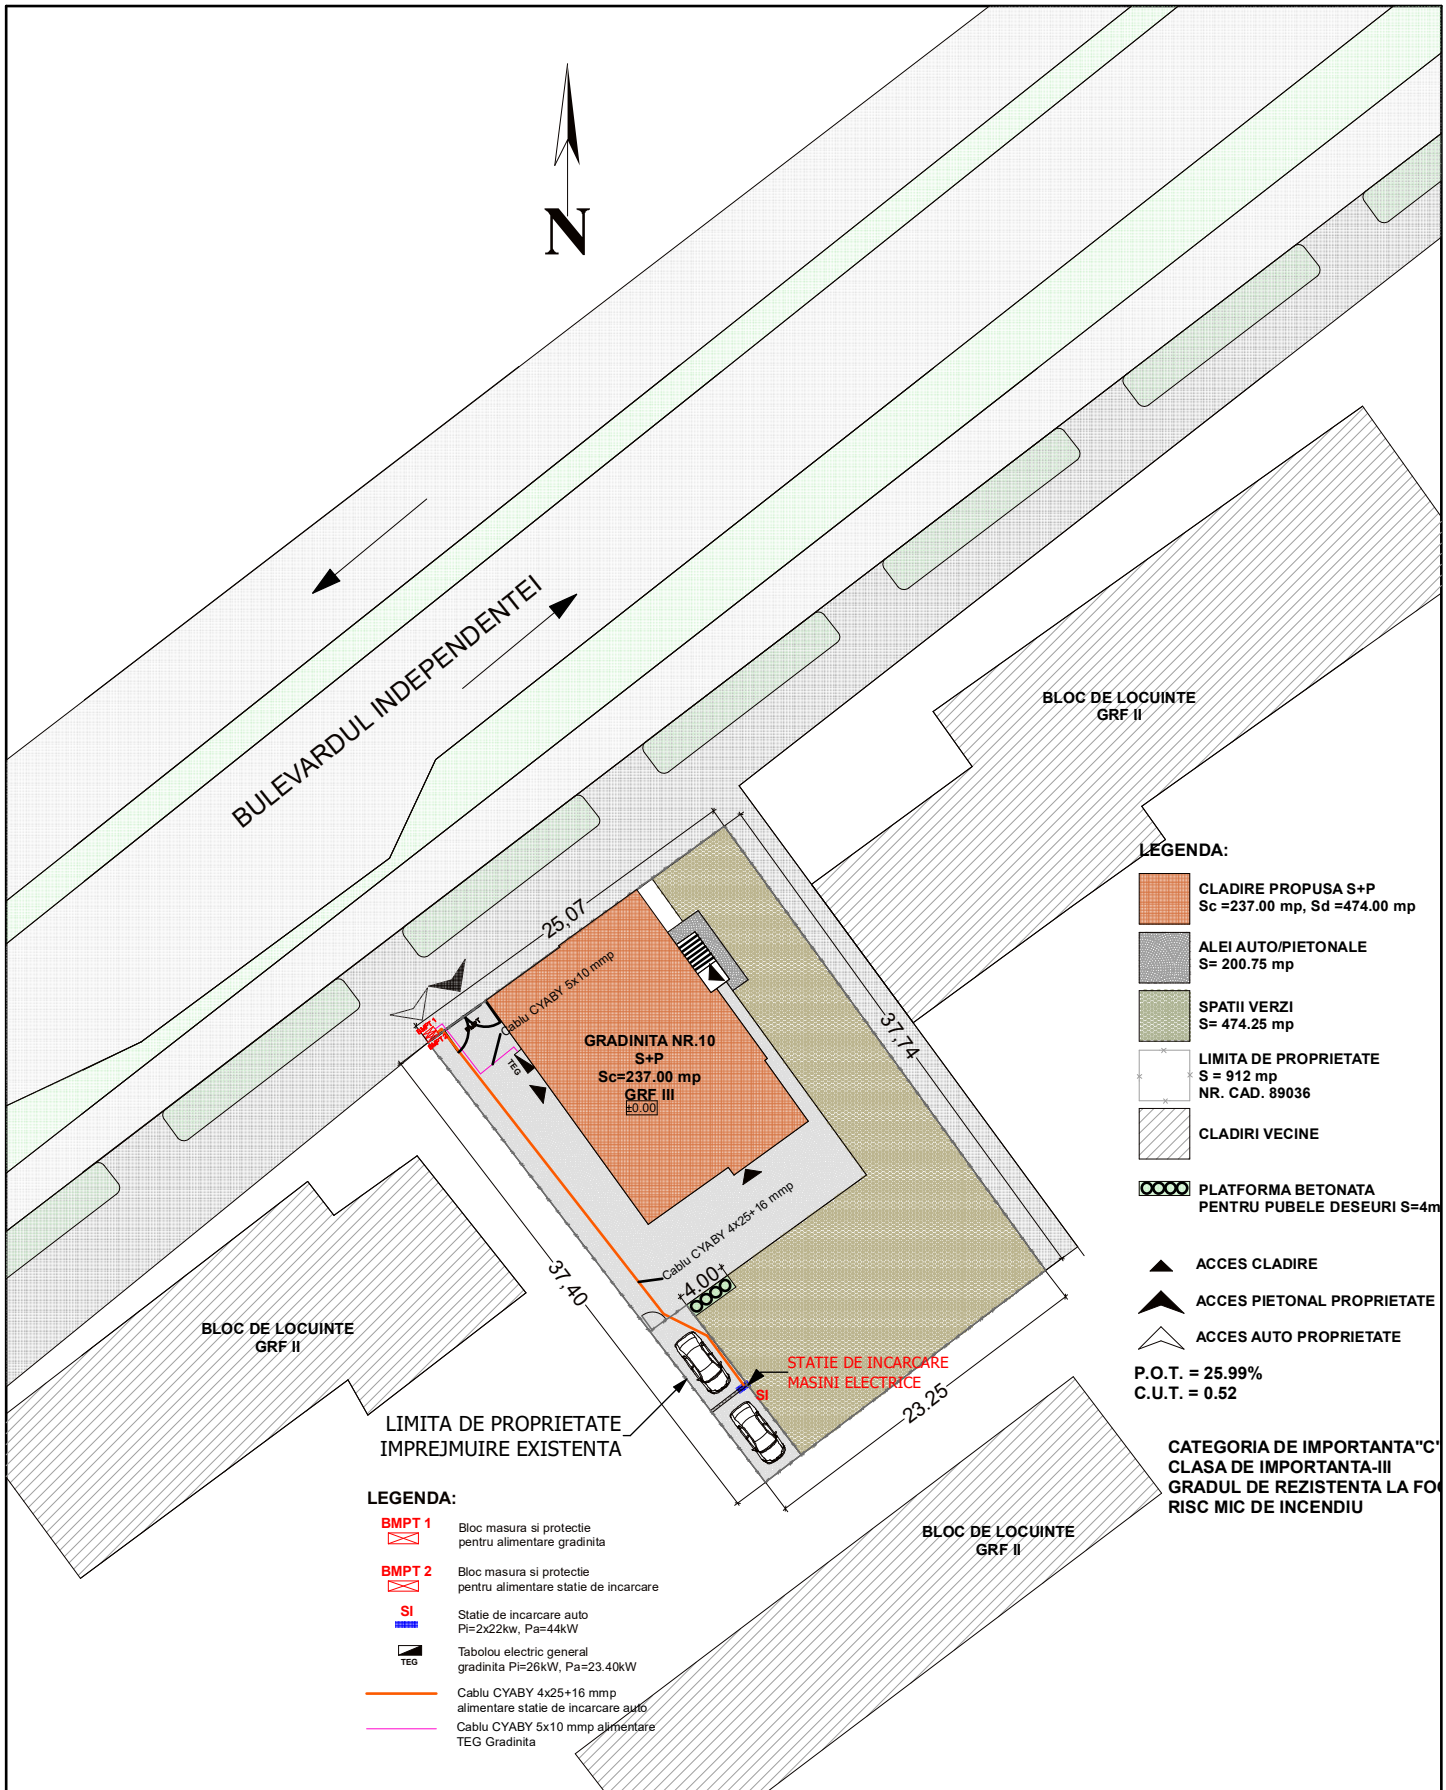 N
BULEVARDUL INDEPENDENTEI
BLOC DE LOCUINTE
GRF II
25,07
Cablu CYABY 5x10 mmp
GRADINITA NR.10
S+P
Sc=237.00 mp
GRF III
±0.00
TEG
37,74
Cablu CYABY 4x25+16 mmp
4.00
37,40
BLOC DE LOCUINTE
GRF II
STATIE DE INCARCARE
MASINI ELECTRICE
SI
23.25
LIMITA DE PROPRIETATE
IMPREJMUIRE EXISTENTA
BLOC DE LOCUINTE
GRF II
LEGENDA:
CLADIRE PROPUSA S+P
Sc =237.00 mp, Sd =474.00 mp
ALEI AUTO/PIETONALE
S= 200.75 mp
SPATII VERZI
S= 474.25 mp
LIMITA DE PROPRIETATE
S = 912 mp
NR. CAD. 89036
CLADIRI VECINE
PLATFORMA BETONATA
PENTRU PUBELE DESEURI S=4m
ACCES CLADIRE
ACCES PIETONAL PROPRIETATE
ACCES AUTO PROPRIETATE
P.O.T. = 25.99%
C.U.T. = 0.52
CATEGORIA DE IMPORTANTA"C"
CLASA DE IMPORTANTA-III
GRADUL DE REZISTENTA LA FO
RISC MIC DE INCENDIU
LEGENDA:
BMPT 1
Bloc masura si protectie
pentru alimentare gradinita
BMPT 2
Bloc masura si protectie
pentru alimentare statie de incarcare
SI
Statie de incarcare auto
Pi=2x22kw, Pa=44kW
TEG
Tabolou electric general
gradinita Pi=26kW, Pa=23.40kW
Cablu CYABY 4x25+16 mmp
alimentare statie de incarcare auto
Cablu CYABY 5x10 mmp alimentare
TEG Gradinita